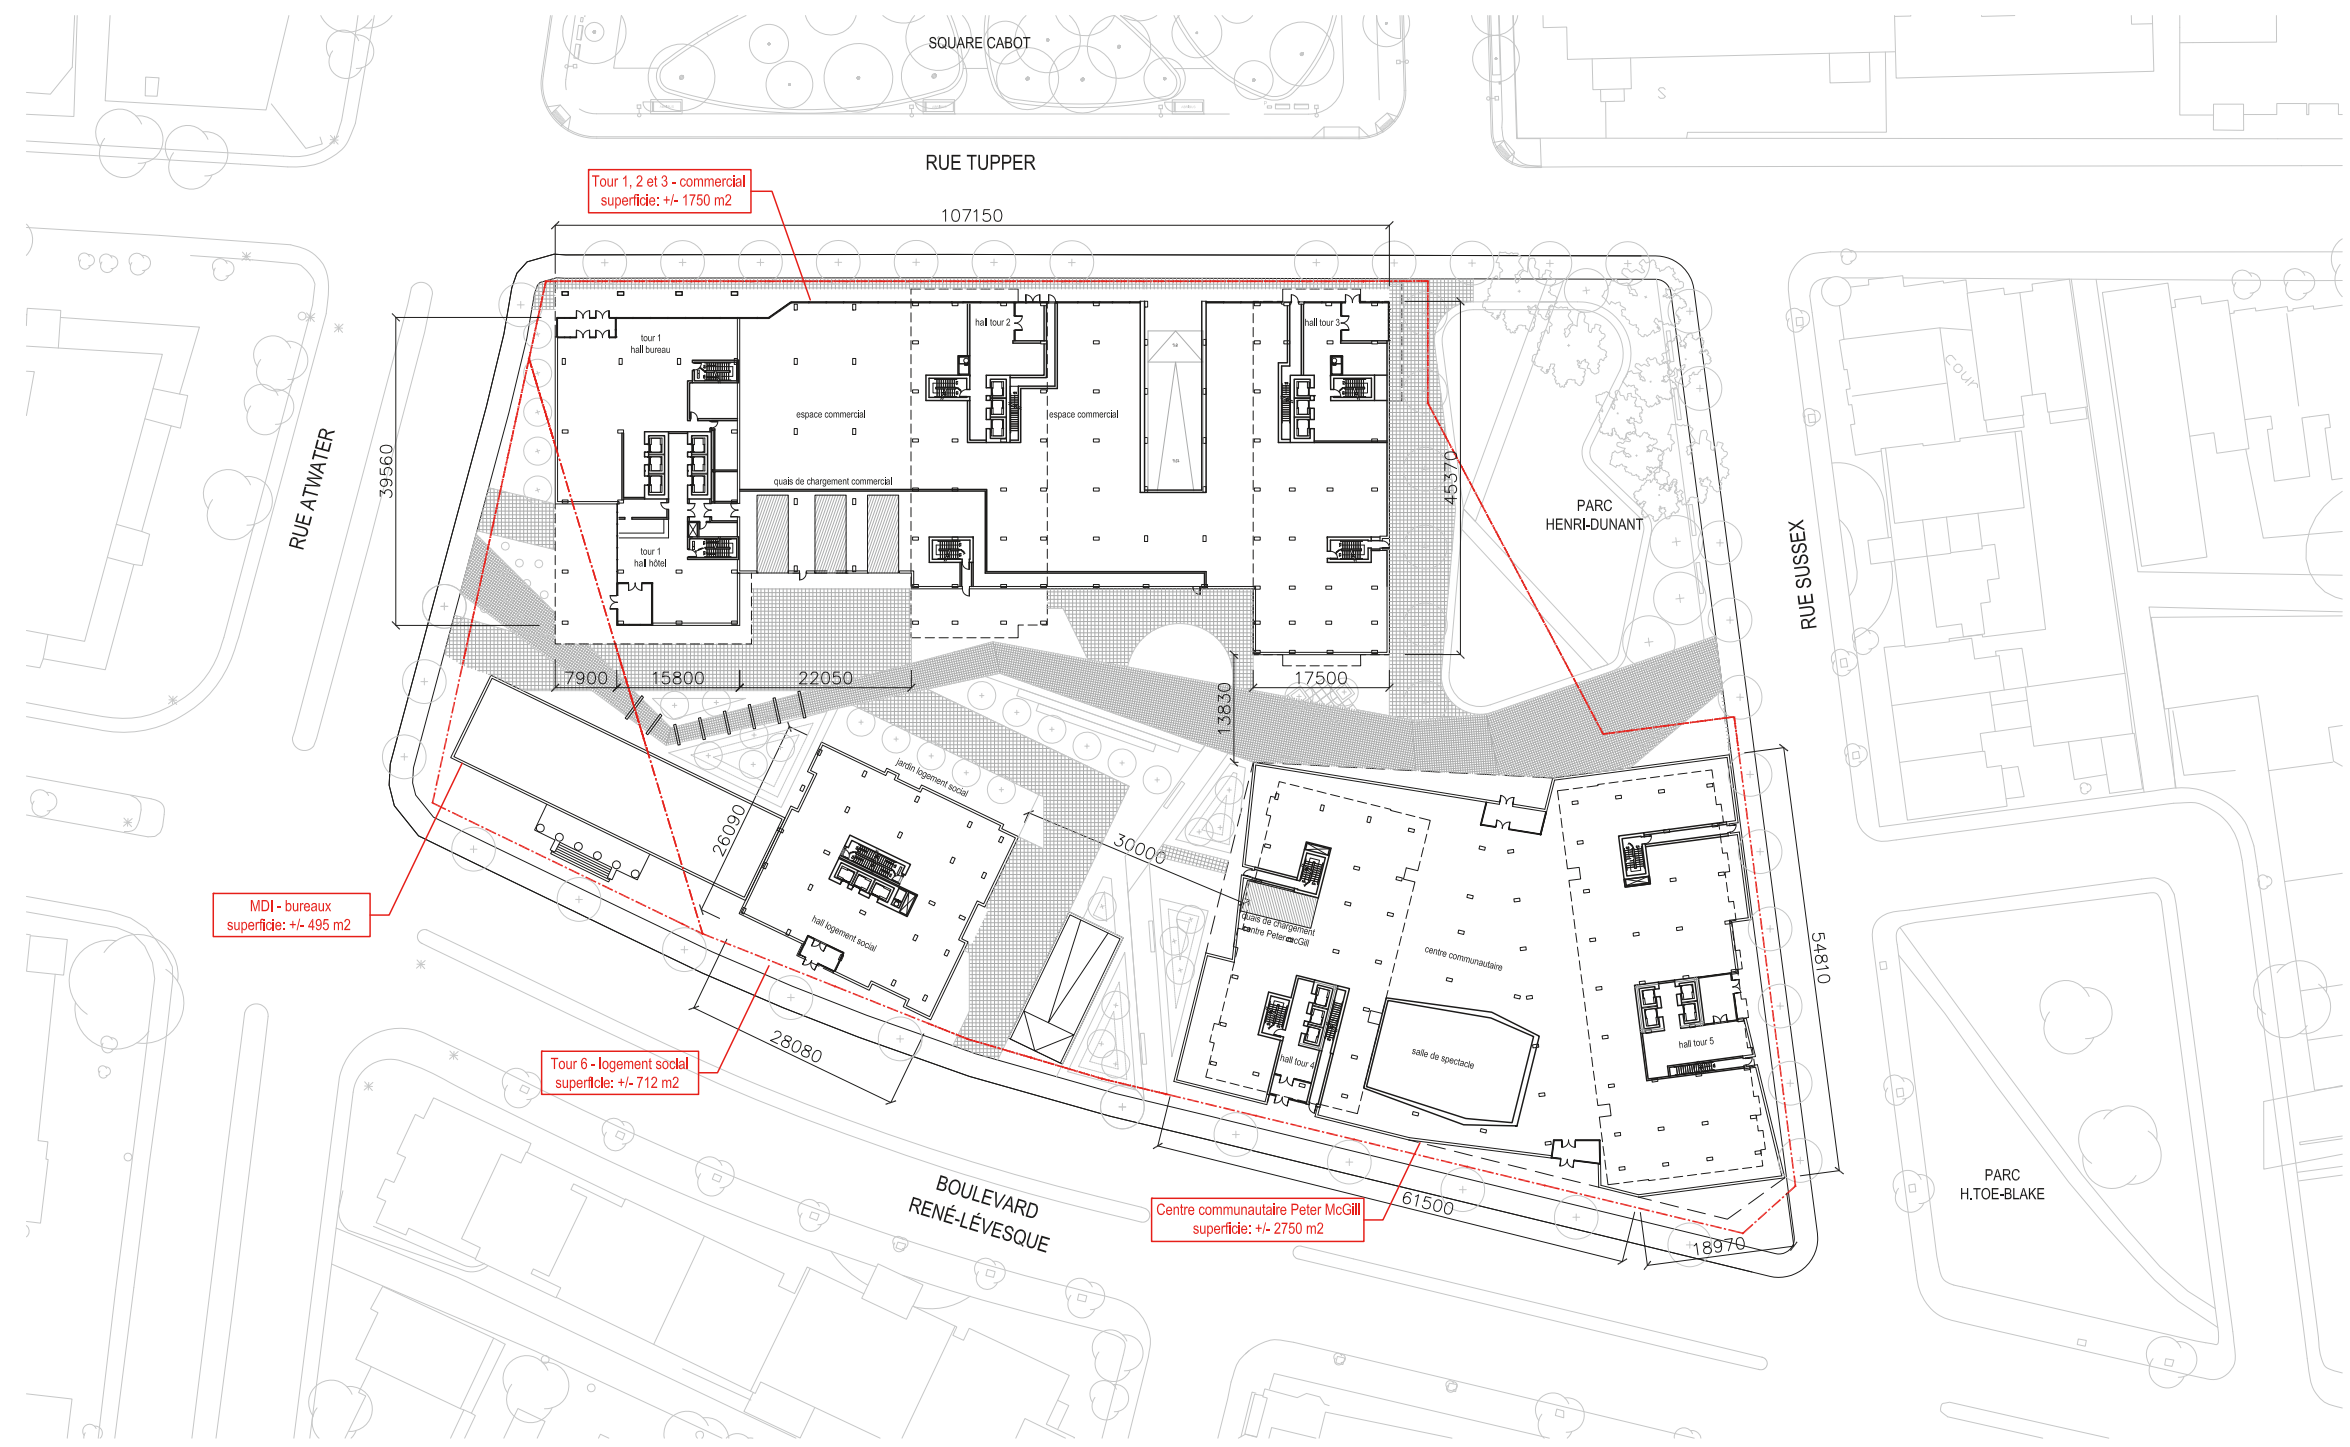 SQUARE CABOT
S
RUE TUPPER
Tour 1, 2 et 3 - commercial
superficie: +/- 1750 m2
107150
hall tour 2
hall tour 3
tour 1
hall bureau
cour
espace commercial
espace commercial
39560
RUE ATWATER
45370
quais de chargement commercial
PARC
HENRI-DUNANT
RUE SUSSEX
tour 1
hall hôtel
7900
15800
22050
17500
13830
jardin logement social
26090
30000
MDI - bureaux
superficie: +/- 495 m2
hall logement social
quais de chargement
centre Peter mcGill
centre communautaire
54810
28080
Tour 6 - logement social
superficie: +/- 712 m2
hall tour 4
salle de spectacle
hall tour 5
BOULEVARD
RENÉ-LÉVESQUE
Centre communautaire Peter McGill
superficie: +/- 2750 m2
61500
18970
PARC
H.TOE-BLAKE